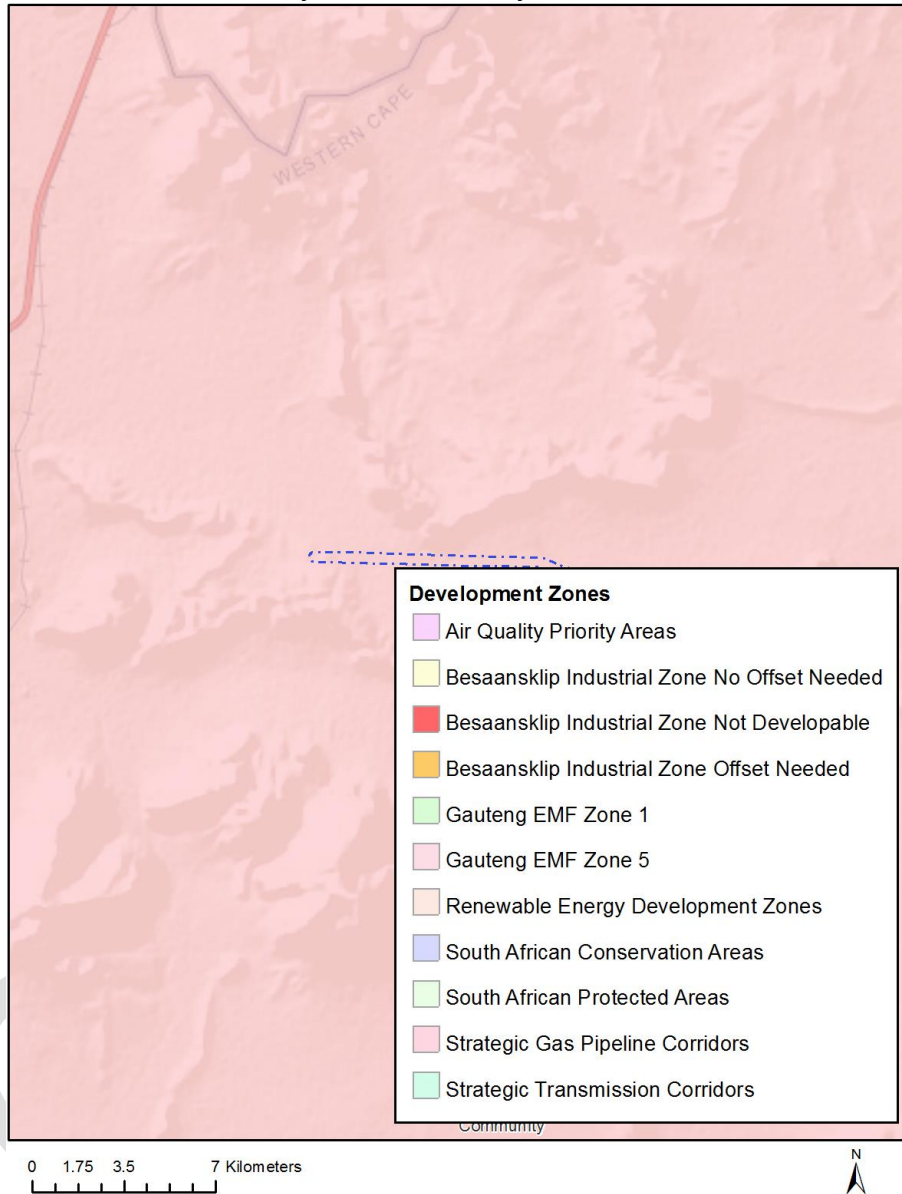 WESTERN CAPE
Development Zones
Air Quality Priority Areas
Besaansklip Industrial Zone No Offset Needed
Besaansklip Industrial Zone Not Developable
Besaansklip Industrial Zone Offset Needed
Gauteng EMF Zone 1
Gauteng EMF Zone 5
Renewable Energy Development Zones
South African Conservation Areas
South African Protected Areas
Strategic Gas Pipeline Corridors
Strategic Transmission Corridors
Community
0 1.75 3.5 7 Kilometers
N